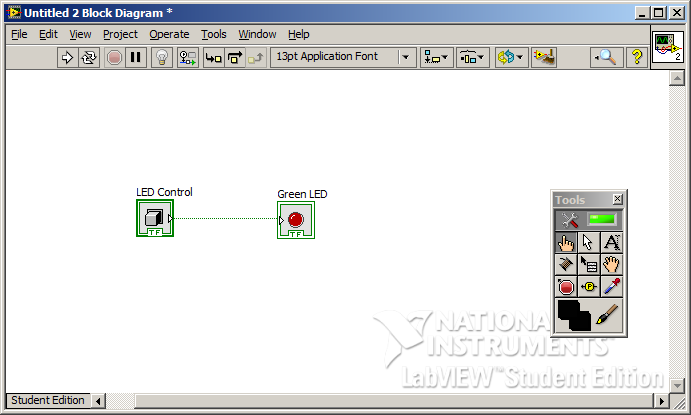 Untitled 2 Block Diagram *
File Edit View Project Operate Tools Window Help
13pt Application Font
?
2
LED Control
Green LED
TF
TF
Tools
A
P
NATIONAL
INSTRUMENTS
LabVIEW™ Student Edition
Student Edition